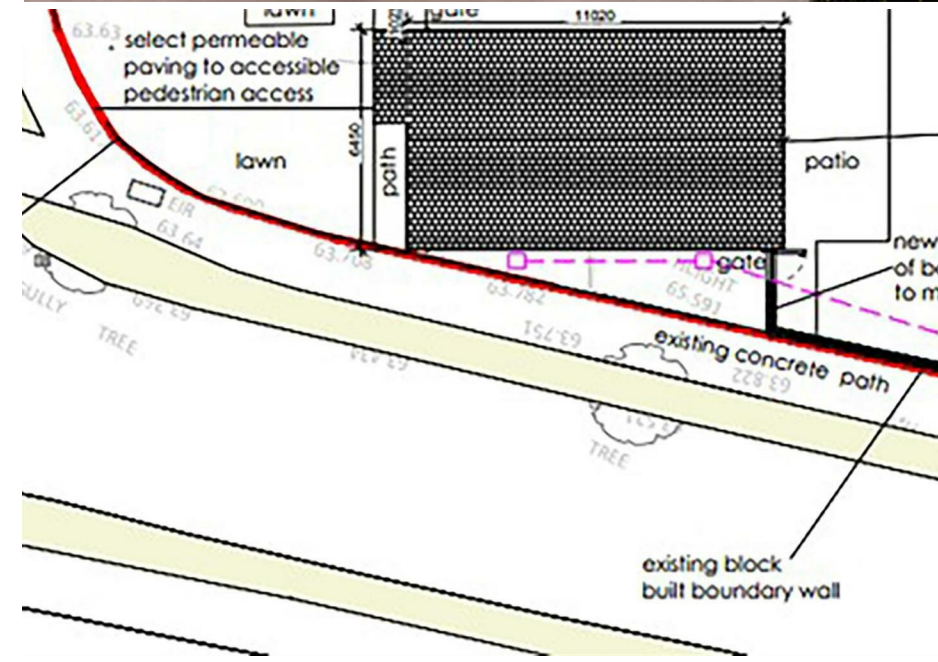 lawn
gate
11020
63.63
select permeable
paving to accessible
pedestrian access
63.61
6450
lawn
path
patio
EIR
63.64
63.708
gate
new
of b
to m
HEIGHT
65.591
63.782
63.751
TREE
existing concrete path
63.822
TREE
existing block
built boundary wall